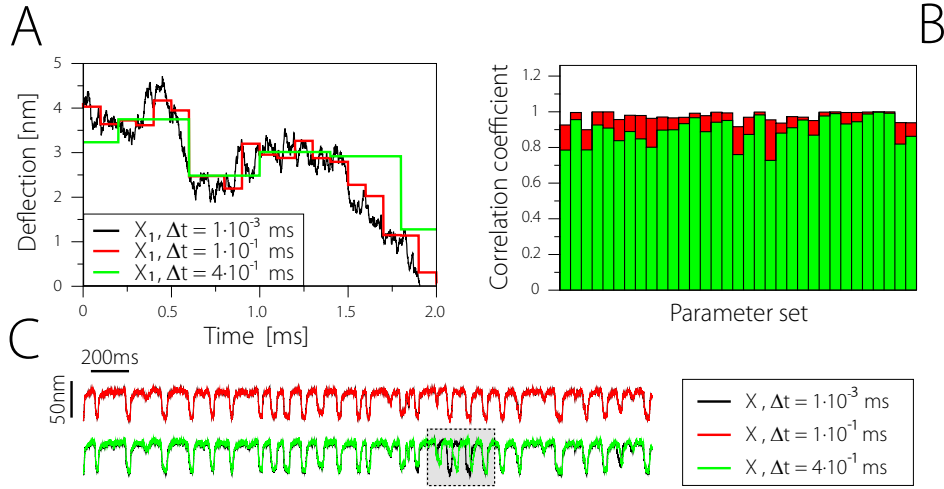 A
B
Deflection [nm]
5
4
3
2
1
0
X₁, Δt = 1·10⁻³ ms
X₁, Δt = 1·10⁻¹ ms
X₁, Δt = 4·10⁻¹ ms
0 0.5 1.0 1.5 2.0
Time [ms]
Correlation coefficient
1.2
1
0.8
0.6
0.4
0.2
0
Parameter set
C
200ms
50nm
X , Δt = 1·10⁻³ ms
X , Δt = 1·10⁻¹ ms
X, Δt = 4·10⁻¹ ms